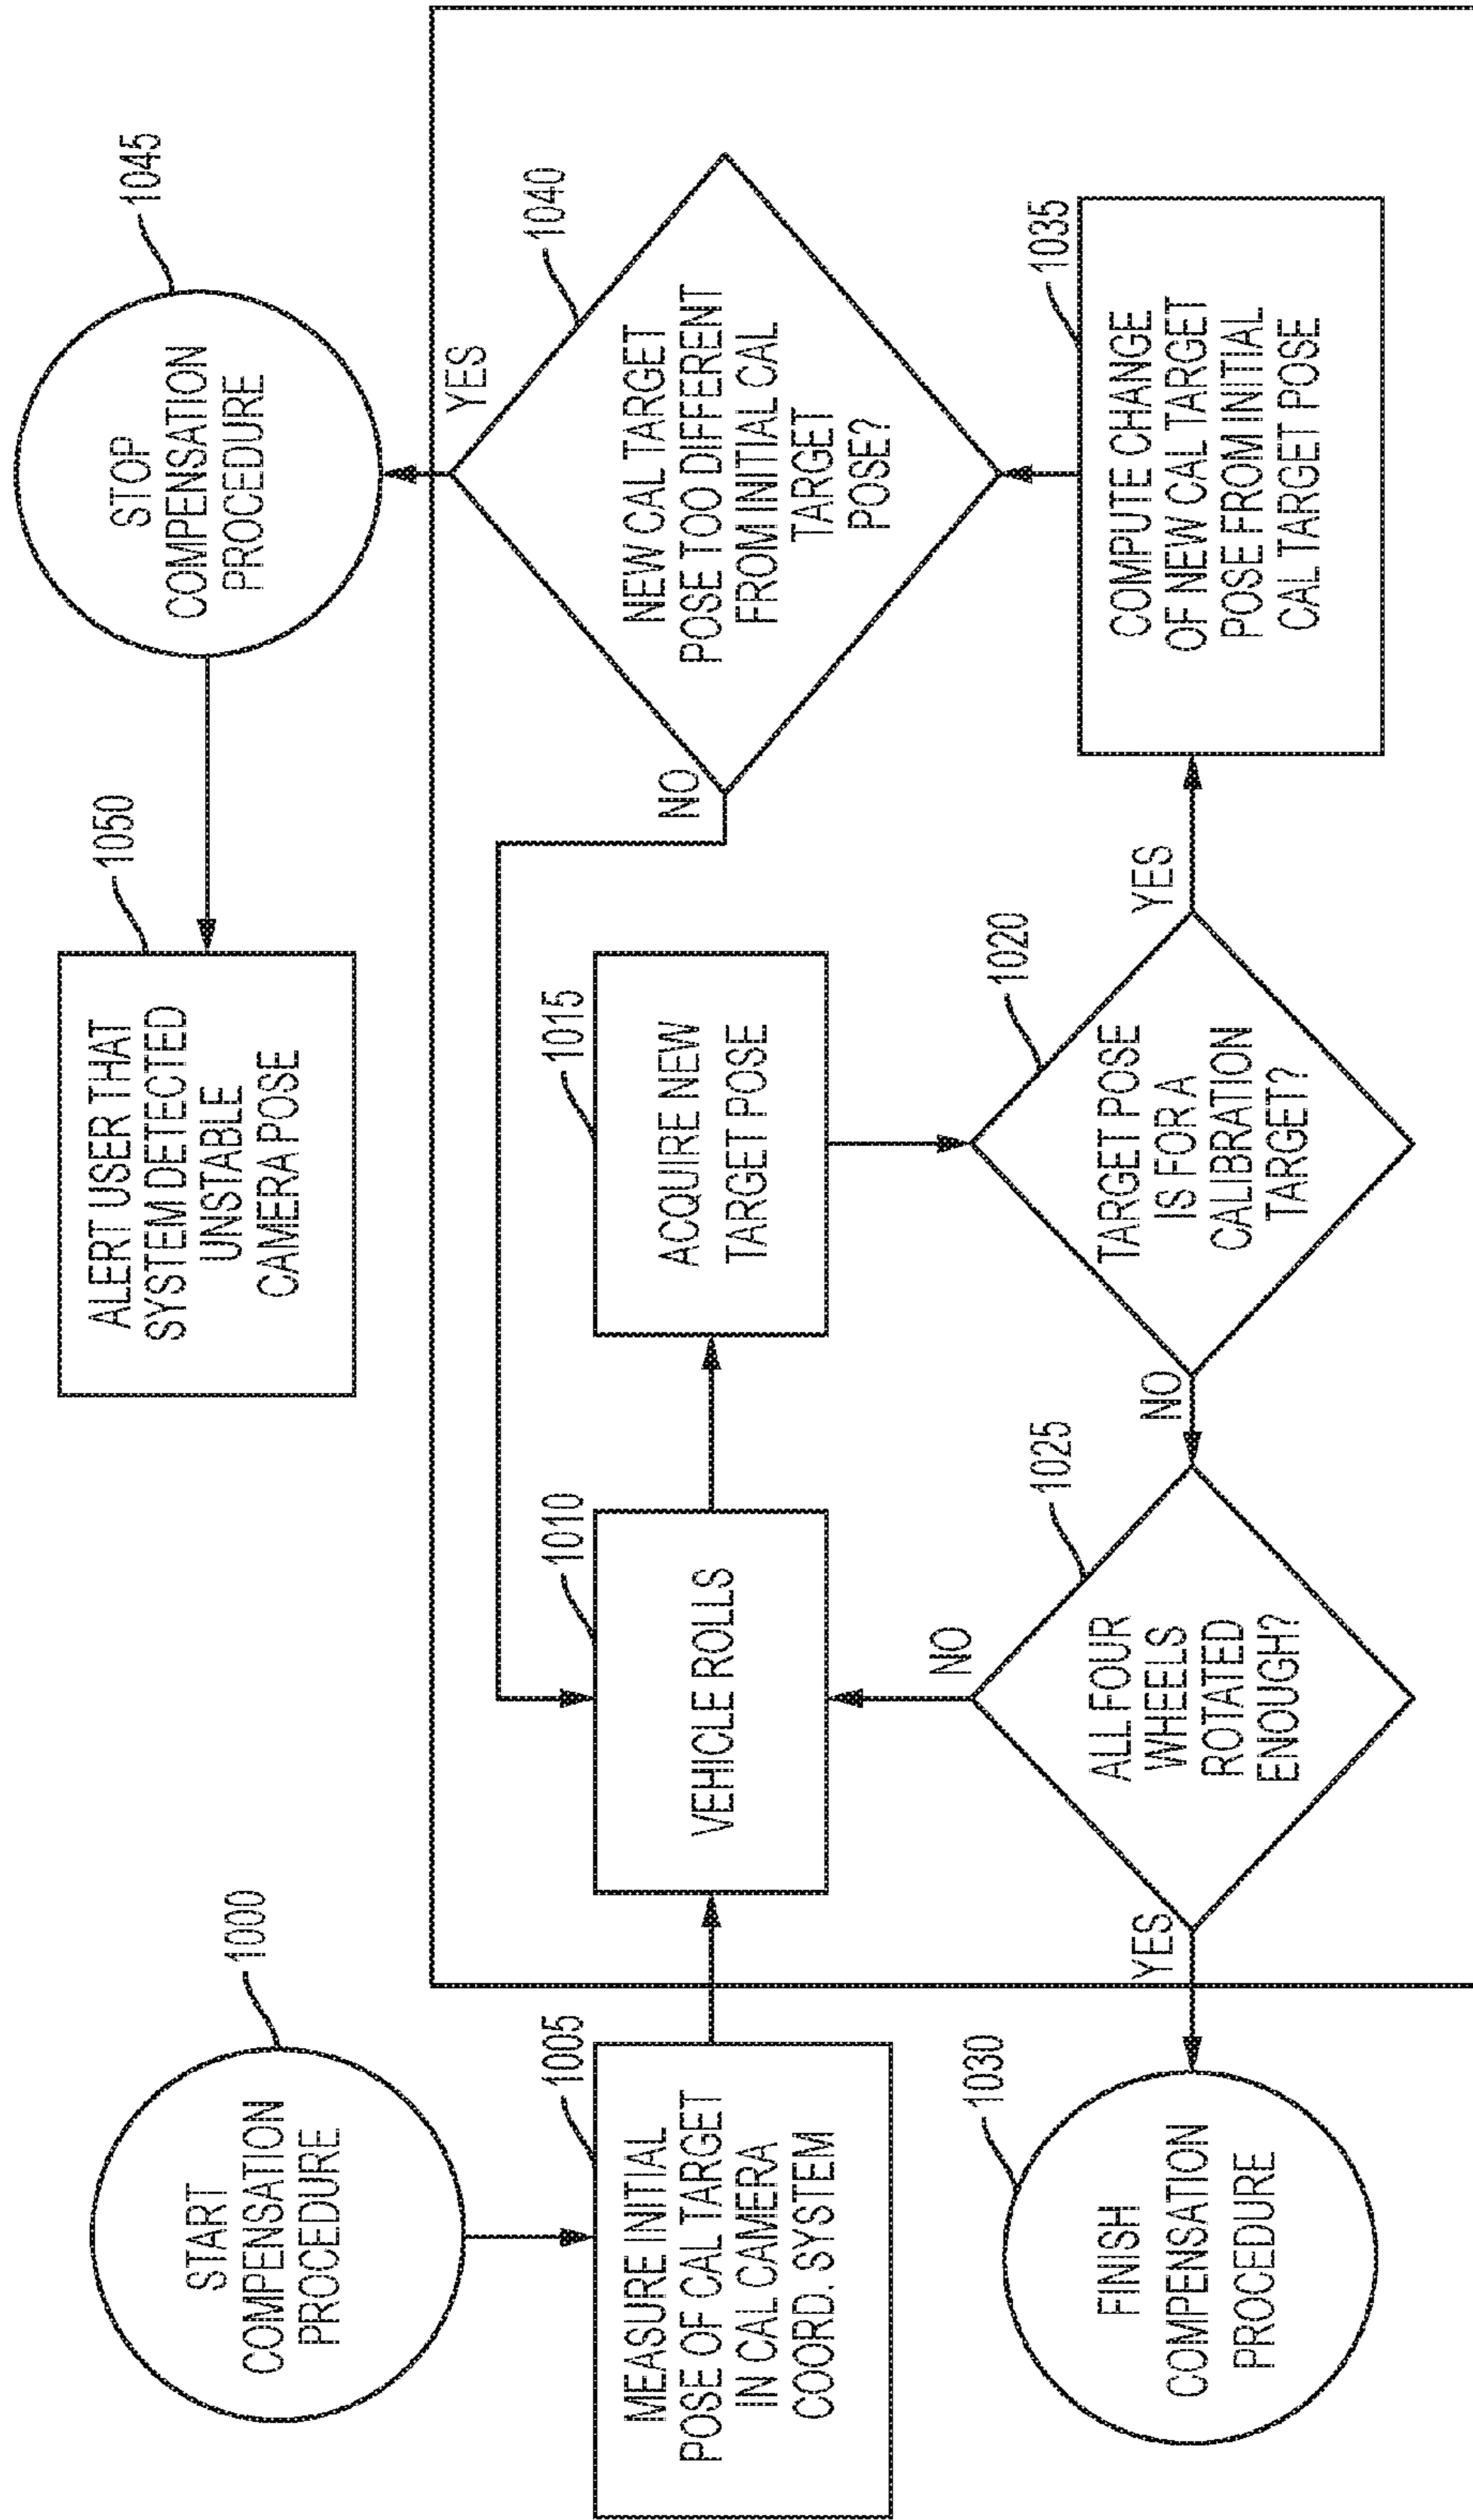 START
COMPENSATION
PROCEDURE
1000
MEASURE INITIAL
POSE OF CAL TARGET
IN CAL CAMERA
COORD. SYSTEM
1005
VEHICLE ROLLS
1010
ACQUIRE NEW
TARGET POSE
1015
TARGET POSE
IS FOR A
CALIBRATION
TARGET?
1020
NO
YES
ALL FOUR
WHEELS
ROTATED
ENOUGH?
1025
NO
YES
FINISH
COMPENSATION
PROCEDURE
1030
COMPUTE CHANGE
OF NEW CAL TARGET
POSE FROM INITIAL
CAL TARGET POSE
1035
NEW CAL TARGET
POSE TOO DIFFERENT
FROM INITIAL CAL
TARGET
POSE?
1040
NO
YES
STOP
COMPENSATION
PROCEDURE
1045
ALERT USER THAT
SYSTEM DETECTED
UNSTABLE
CAMERA POSE
1050